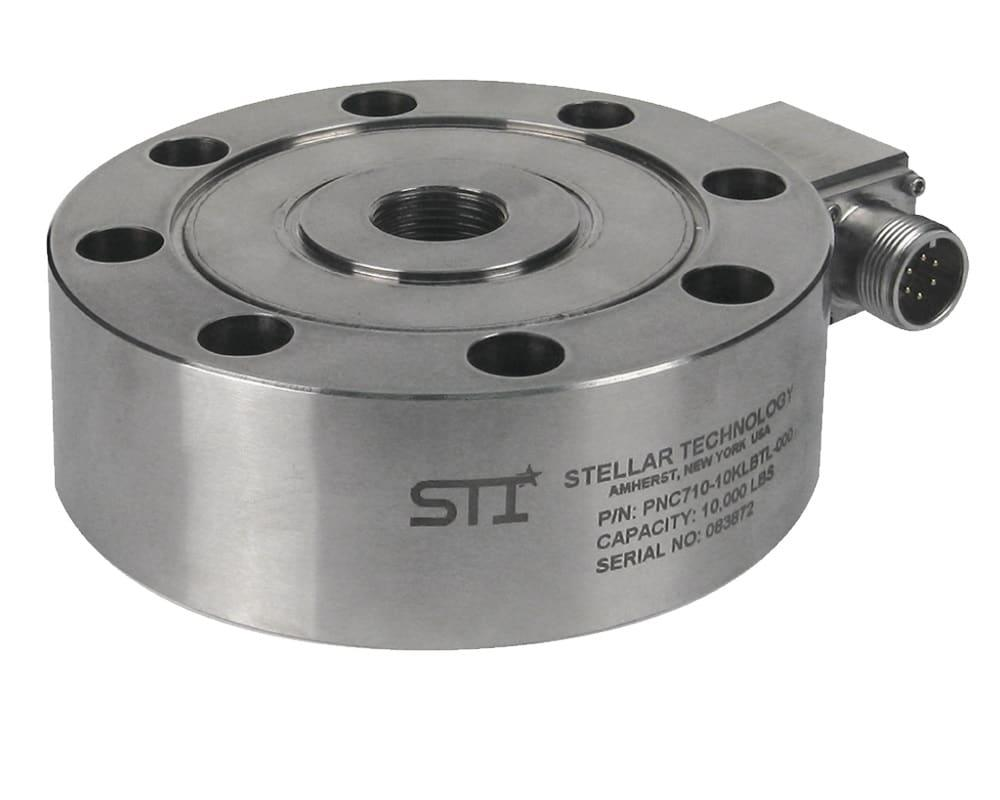 STI
STELLAR TECHNOLOGY
AMHERST, NEW YORK USA
P/N: PNC710-10KLBTL-000
CAPACITY: 10,000 LBS
SERIAL NO: 083872